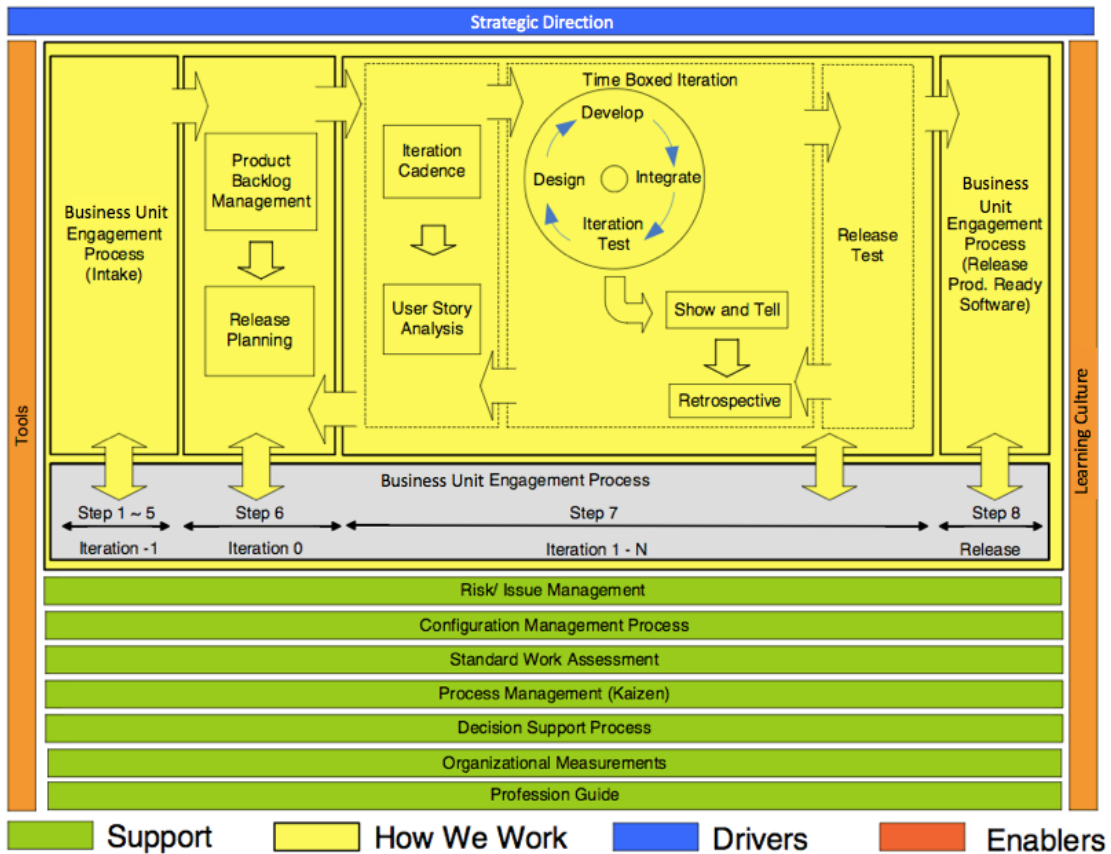 Strategic Direction
Tools
Learning Culture
Business Unit
Engagement
Process
(Intake)
Product
Backlog
Management
Release
Planning
Iteration
Cadence
User Story
Analysis
Time Boxed Iteration
Develop
Integrate
Iteration
Test
Design
Show and Tell
Retrospective
Release
Test
Business
Unit
Engagement
Process
(Release
Prod. Ready
Software)
Business Unit Engagement Process
Step 1 ~ 5
Step 6
Step 7
Step 8
Iteration -1
Iteration 0
Iteration 1 - N
Release
Risk/ Issue Management
Configuration Management Process
Standard Work Assessment
Process Management (Kaizen)
Decision Support Process
Organizational Measurements
Profession Guide
Support
How We Work
Drivers
Enablers